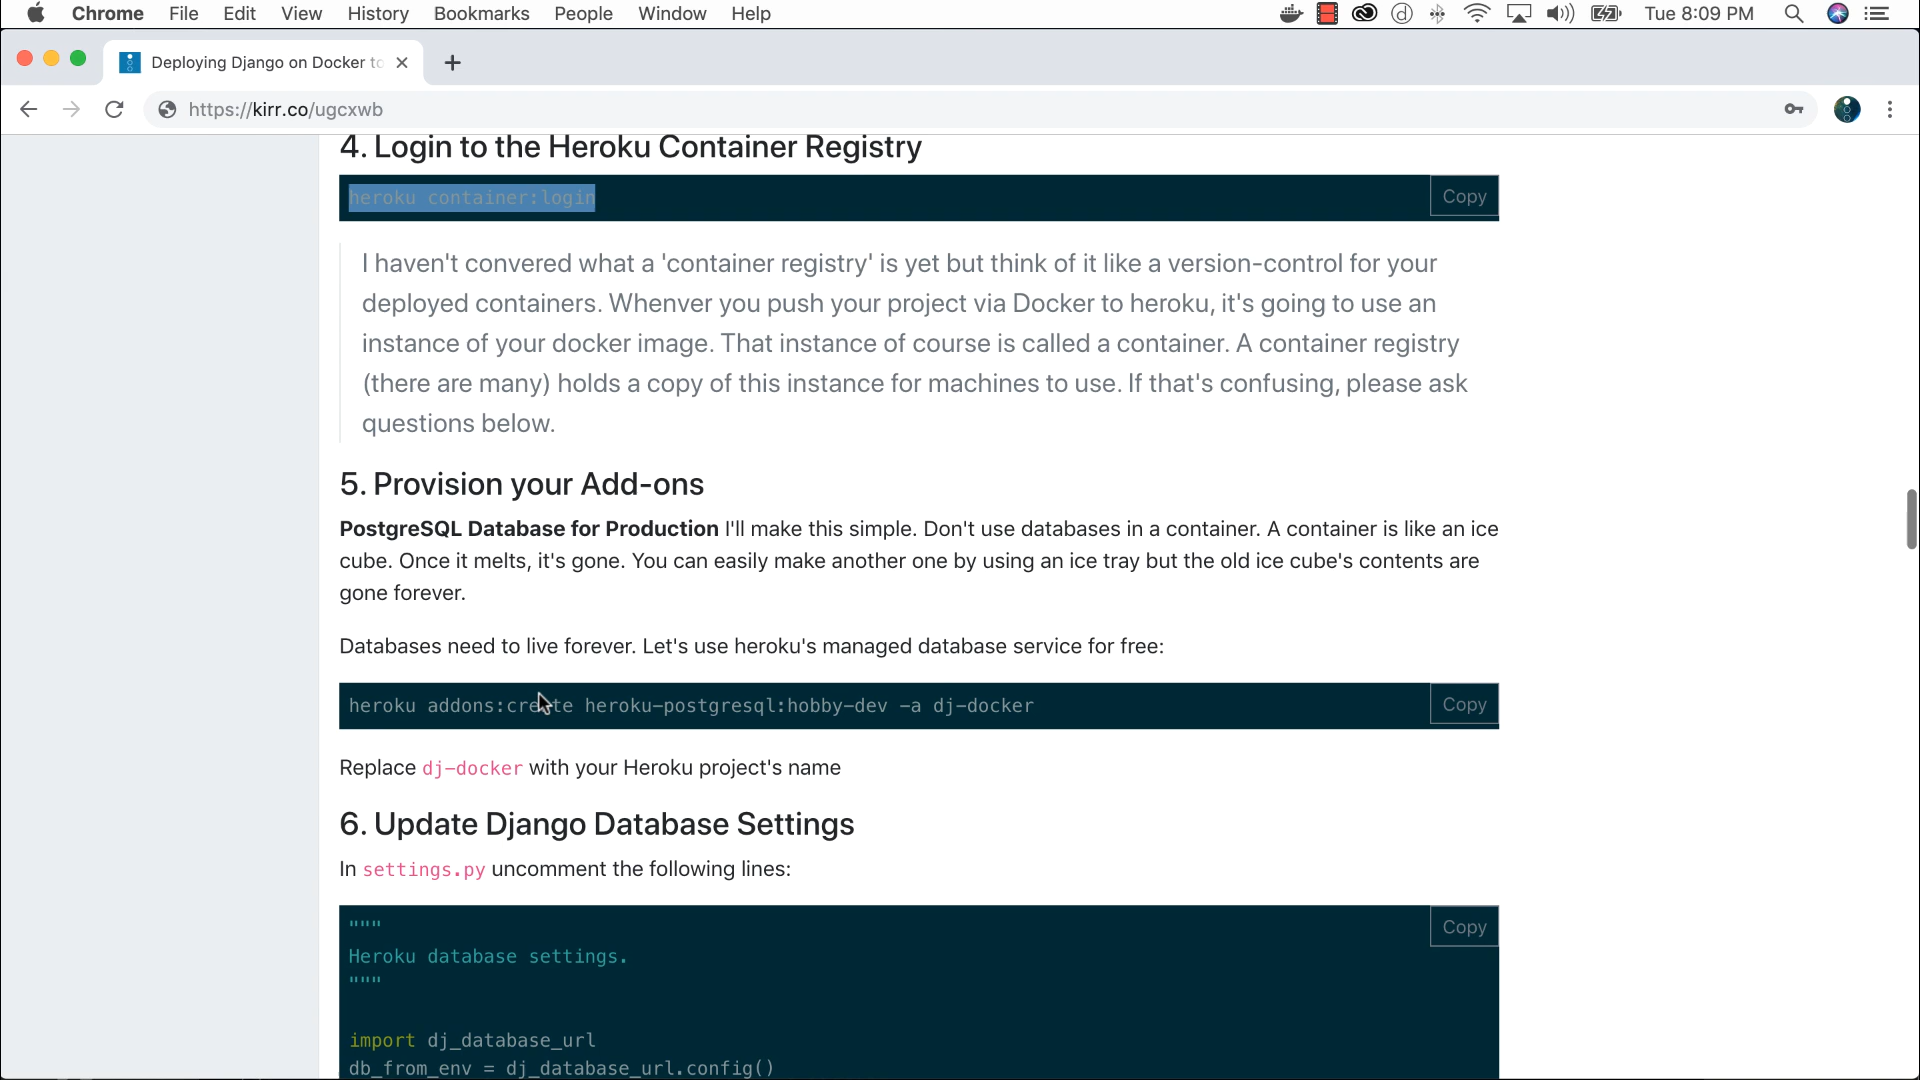 Chrome File Edit View History Bookmarks People Window Help Tue 8:09 PM
Deploying Django on Docker to
https://kirr.co/ugcxwb
4. Login to the Heroku Container Registry
heroku container:login
Copy
I haven't convered what a 'container registry' is yet but think of it like a version-control for your
deployed containers. Whenver you push your project via Docker to heroku, it's going to use an
instance of your docker image. That instance of course is called a container. A container registry
(there are many) holds a copy of this instance for machines to use. If that's confusing, please ask
questions below.
5. Provision your Add-ons
PostgreSQL Database for Production I'll make this simple. Don't use databases in a container. A container is like an ice
cube. Once it melts, it's gone. You can easily make another one by using an ice tray but the old ice cube's contents are
gone forever.
Databases need to live forever. Let's use heroku's managed database service for free:
heroku addons:create heroku-postgresql:hobby-dev -a dj-docker
Copy
Replace dj-docker with your Heroku project's name
6. Update Django Database Settings
In settings.py uncomment the following lines:
"""
Copy
Heroku database settings.
"""
import dj_database_url
db_from_env = dj_database_url.config()